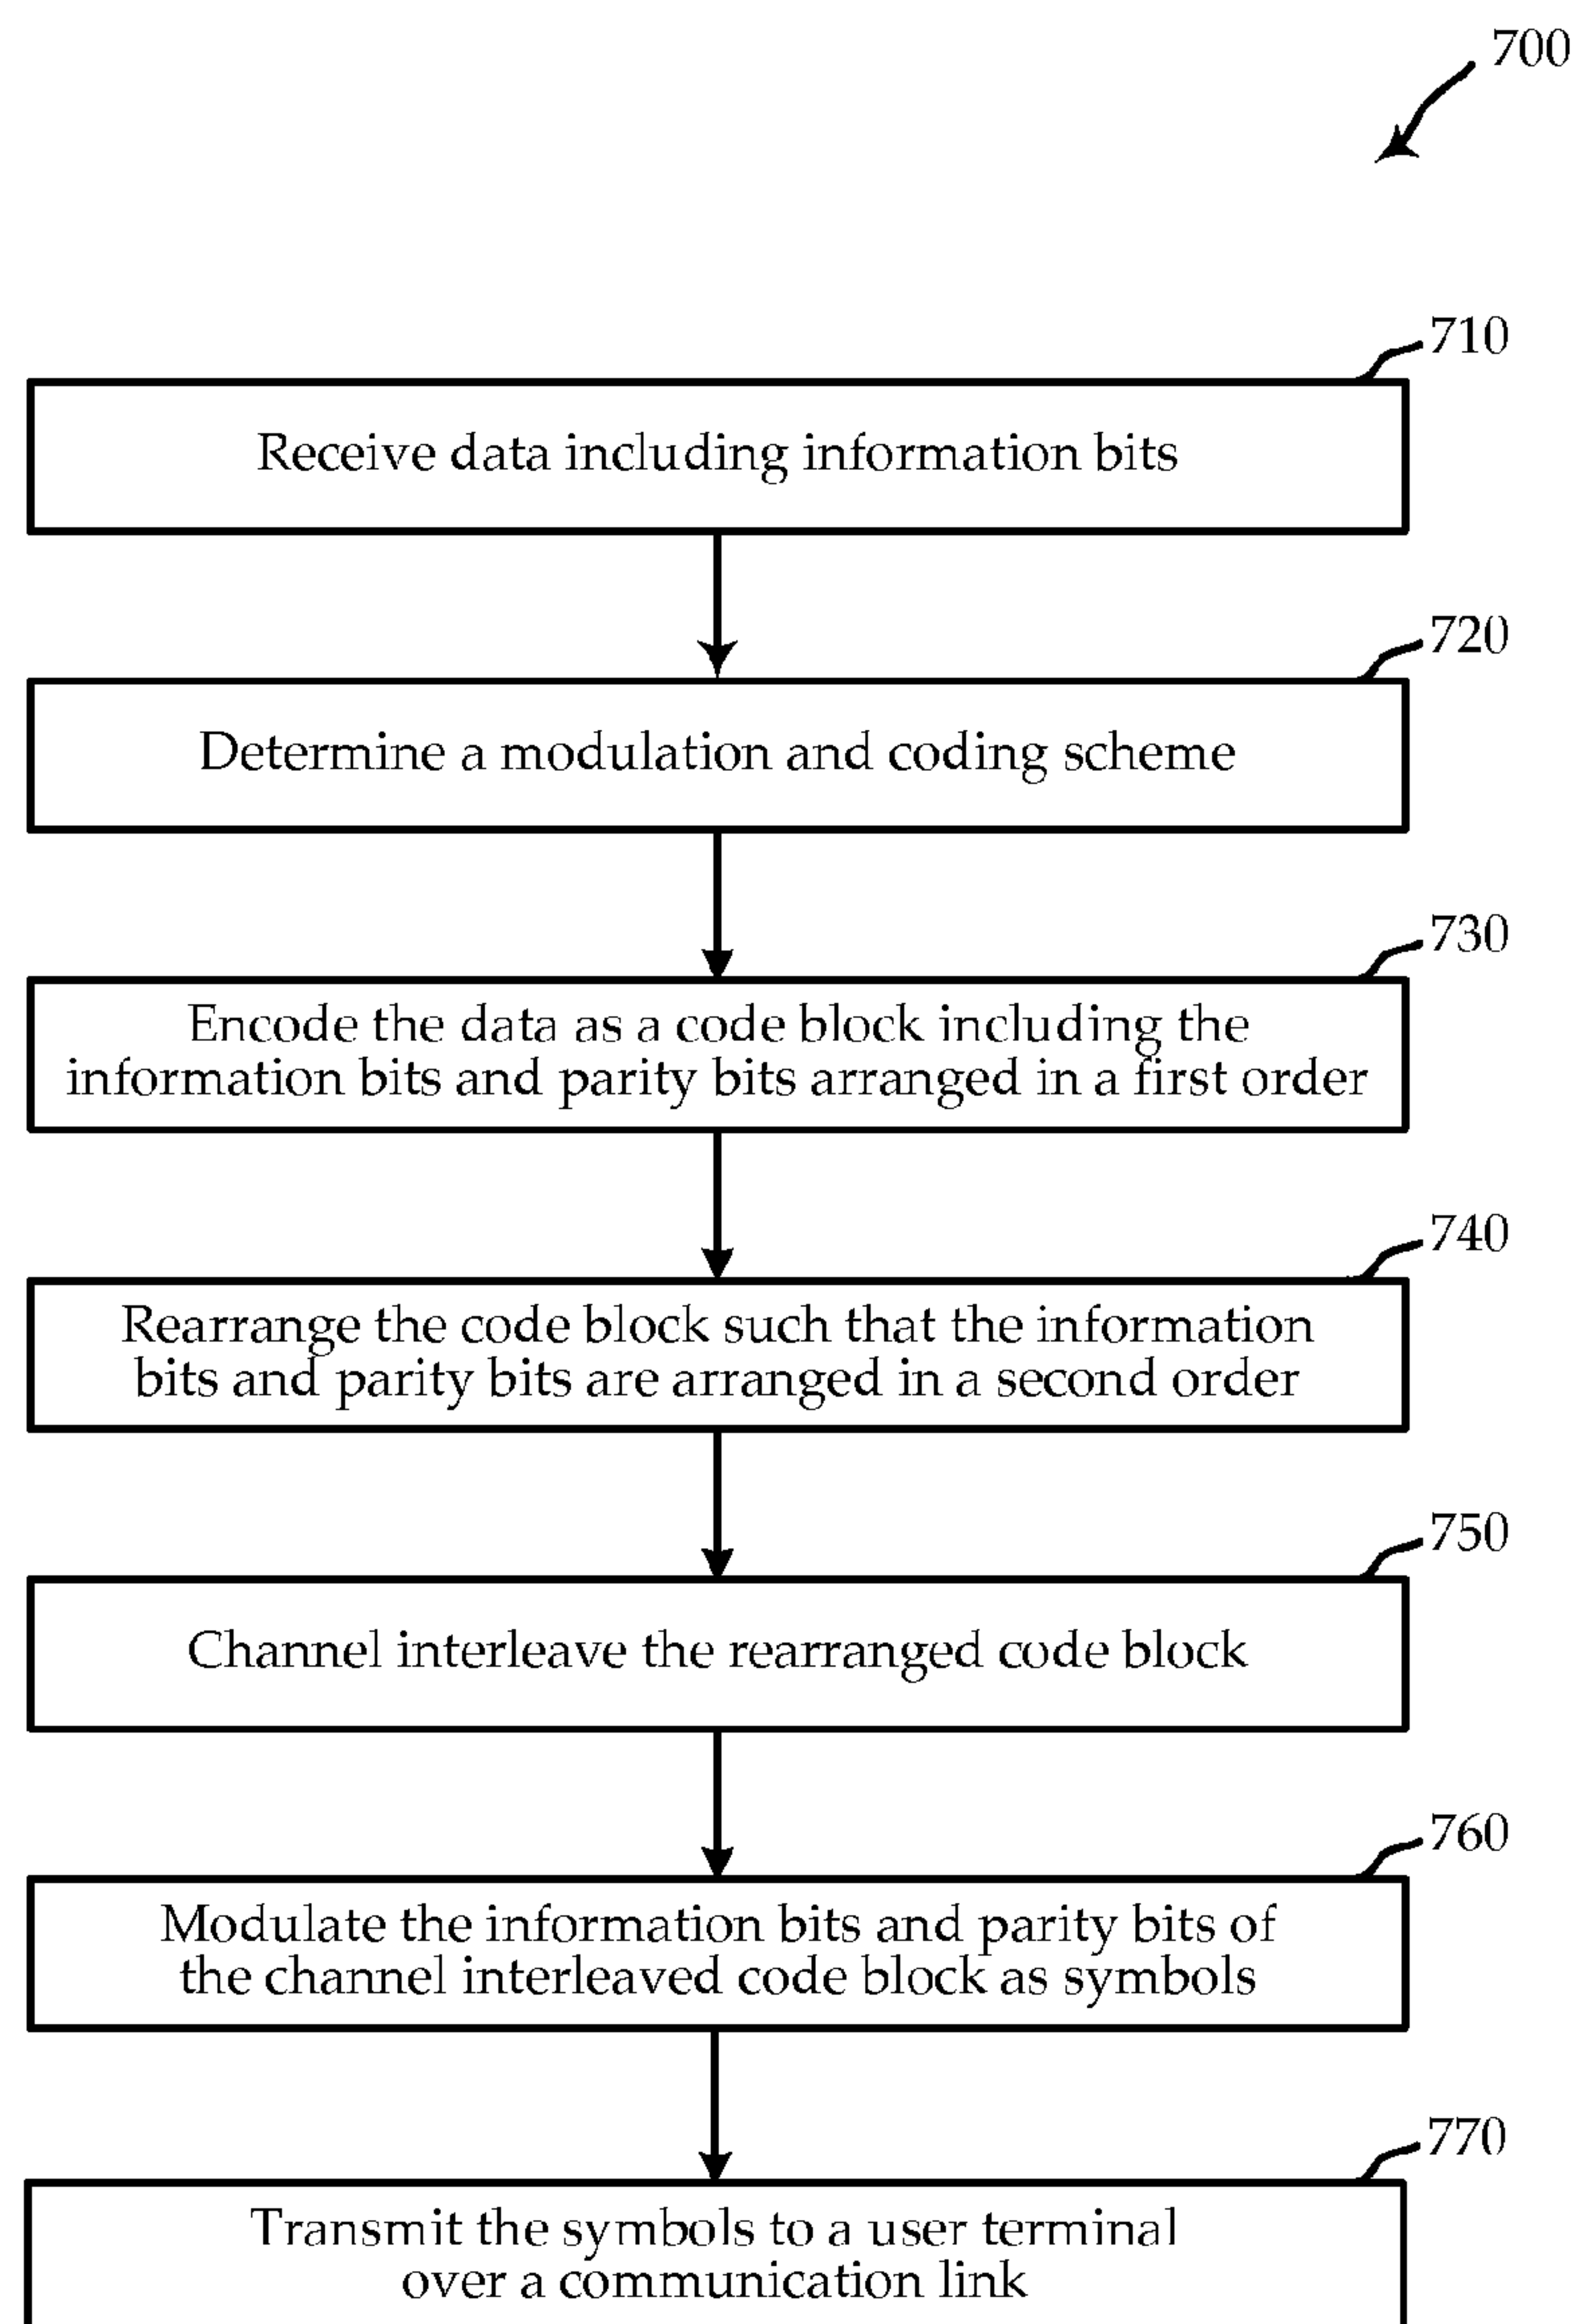 700
710
Receive data including information bits
720
Determine a modulation and coding scheme
730
Encode the data as a code block including the
information bits and parity bits arranged in a first order
740
Rearrange the code block such that the information
bits and parity bits are arranged in a second order
750
Channel interleave the rearranged code block
760
Modulate the information bits and parity bits of
the channel interleaved code block as symbols
770
Transmit the symbols to a user terminal
over a communication link